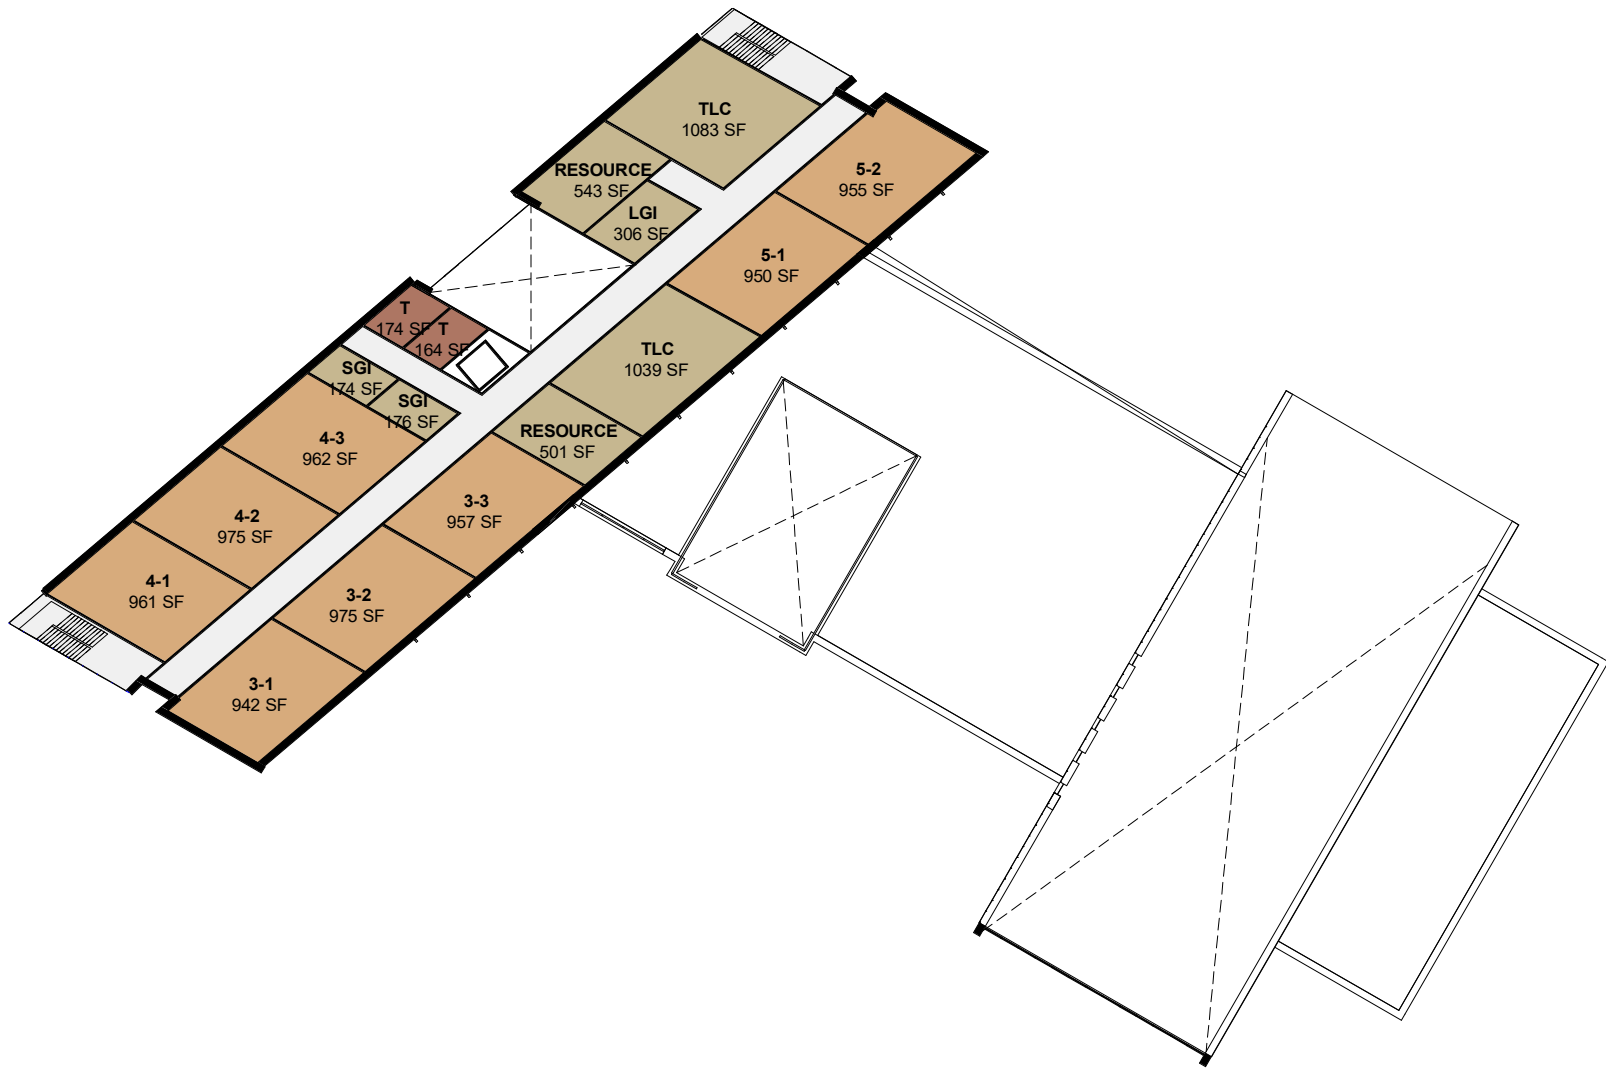 TLC
1083 SF
RESOURCE
543 SF
LGI
306 SF
5-2
955 SF
5-1
950 SF
T
174 SF
T
164 SF
TLC
1039 SF
SGI
174 SF
SGI
176 SF
RESOURCE
501 SF
4-3
962 SF
4-2
975 SF
4-1
961 SF
3-3
957 SF
3-2
975 SF
3-1
942 SF